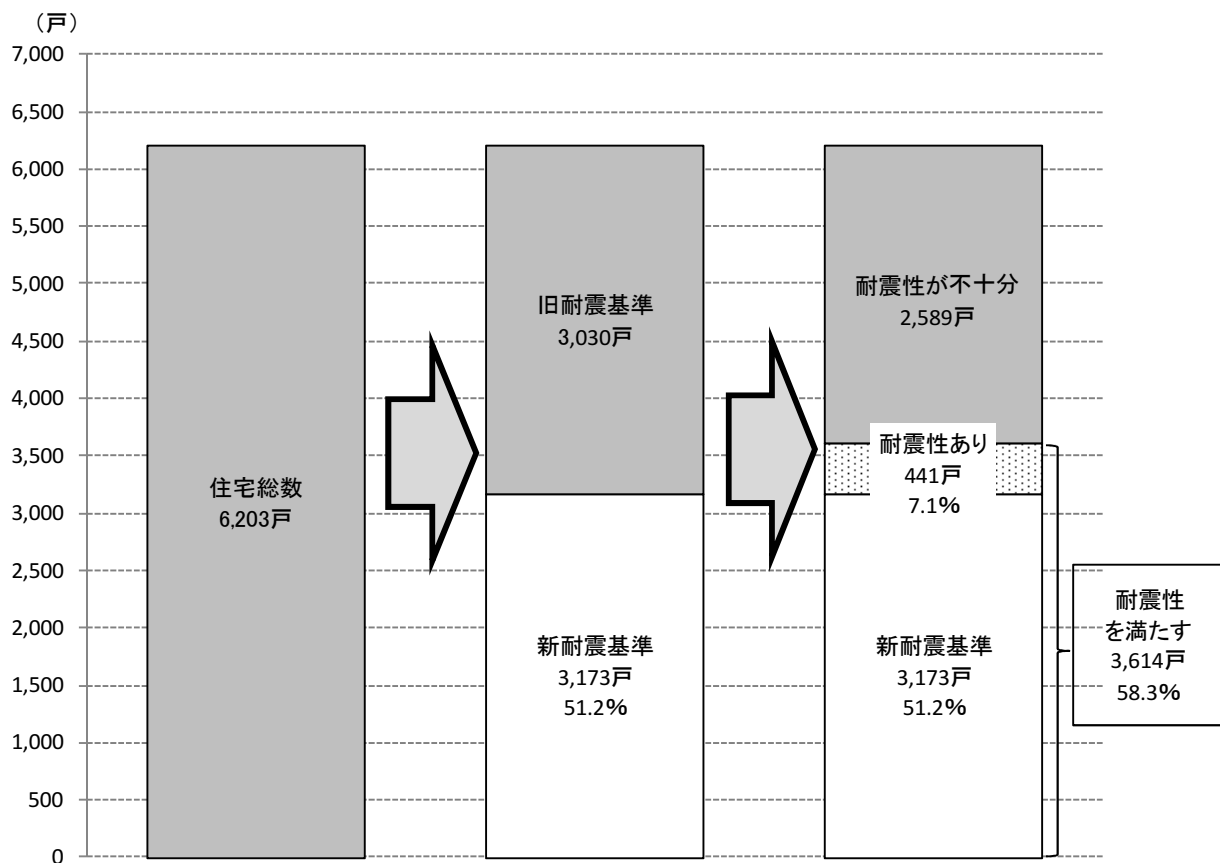 （戸）
7,000
6,500
6,000
5,500
5,000
4,500
4,000
3,500
3,000
2,500
2,000
1,500
1,000
500
0
住宅総数
6,203戸
旧耐震基準
3,030戸
新耐震基準
3,173戸
51.2%
耐震性が不十分
2,589戸
耐震性あり
441戸
7.1%
新耐震基準
3,173戸
51.2%
耐震性
を満たす
3,614戸
58.3%